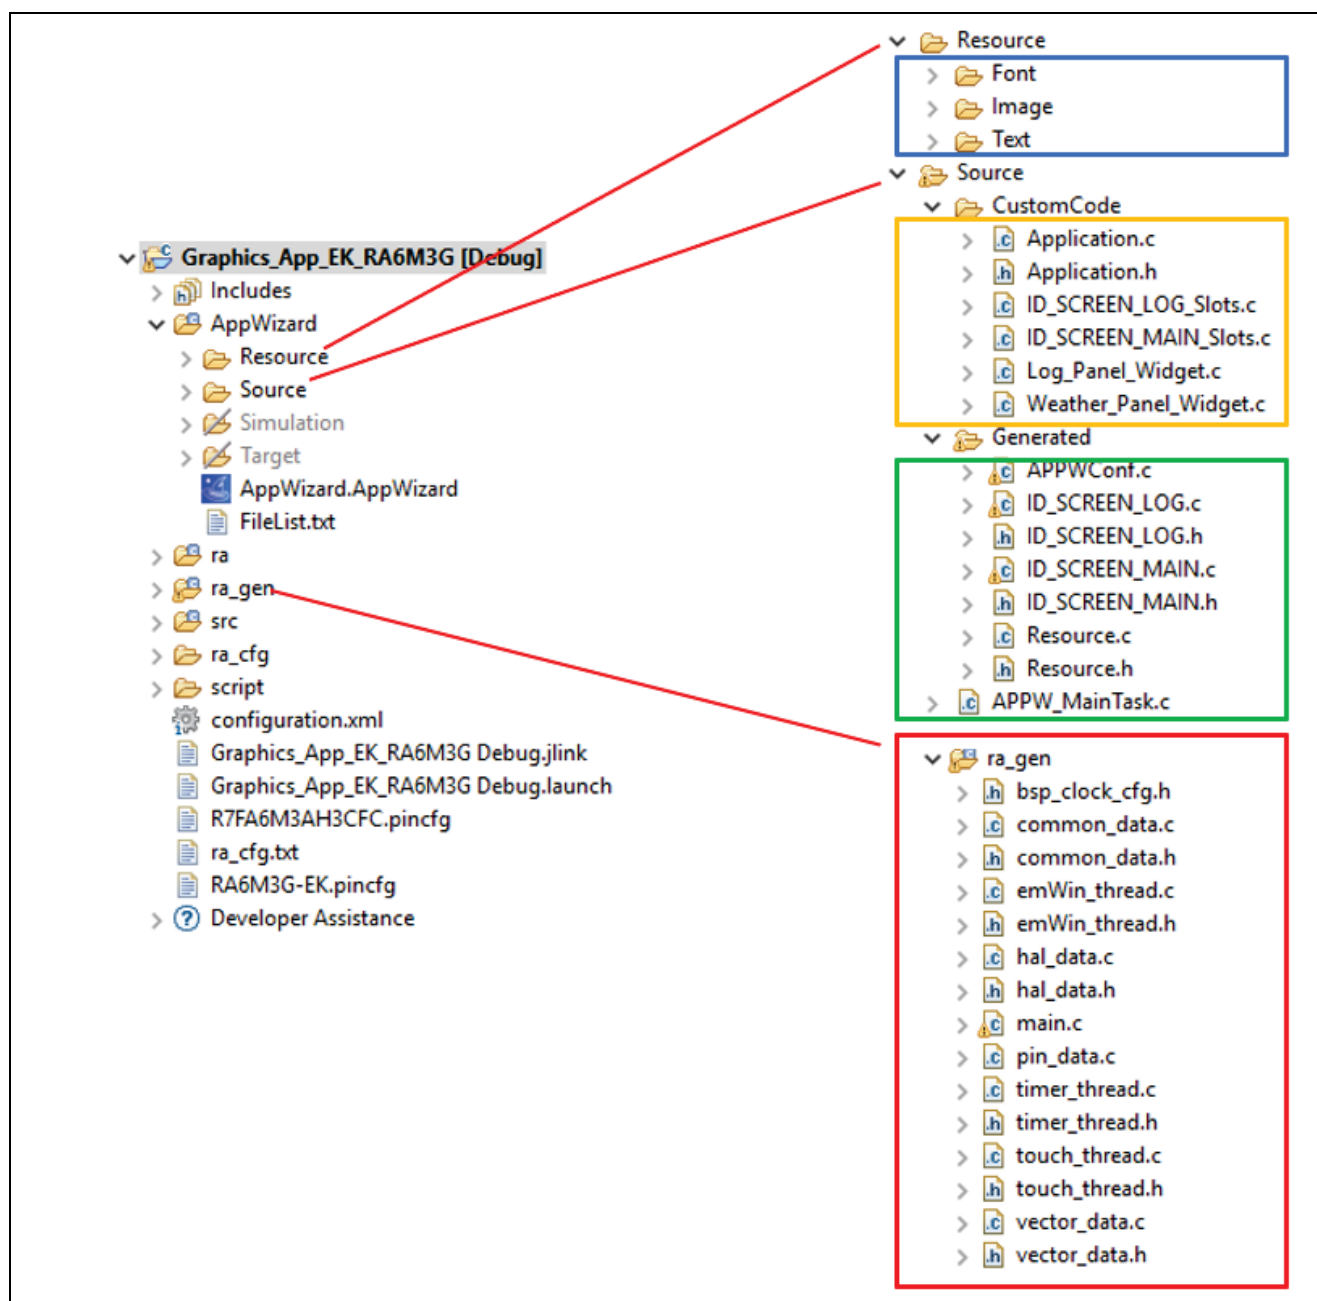 Graphics_App_EK_RA6M3G [Debug]
Includes
AppWizard
Resource
Source
Simulation
Target
AppWizard.AppWizard
FileList.txt
ra
ra_gen
src
ra_cfg
script
configuration.xml
Graphics_App_EK_RA6M3G Debug.jlink
Graphics_App_EK_RA6M3G Debug.launch
R7FA6M3AH3CFC.pincfg
ra_cfg.txt
RA6M3G-EK.pincfg
Developer Assistance
Resource
Font
Image
Text
Source
CustomCode
Application.c
Application.h
ID_SCREEN_LOG_Slots.c
ID_SCREEN_MAIN_Slots.c
Log_Panel_Widget.c
Weather_Panel_Widget.c
Generated
APPWConf.c
ID_SCREEN_LOG.c
ID_SCREEN_LOG.h
ID_SCREEN_MAIN.c
ID_SCREEN_MAIN.h
Resource.c
Resource.h
APPW_MainTask.c
ra_gen
bsp_clock_cfg.h
common_data.c
common_data.h
emWin_thread.c
emWin_thread.h
hal_data.c
hal_data.h
main.c
pin_data.c
timer_thread.c
timer_thread.h
touch_thread.c
touch_thread.h
vector_data.c
vector_data.h